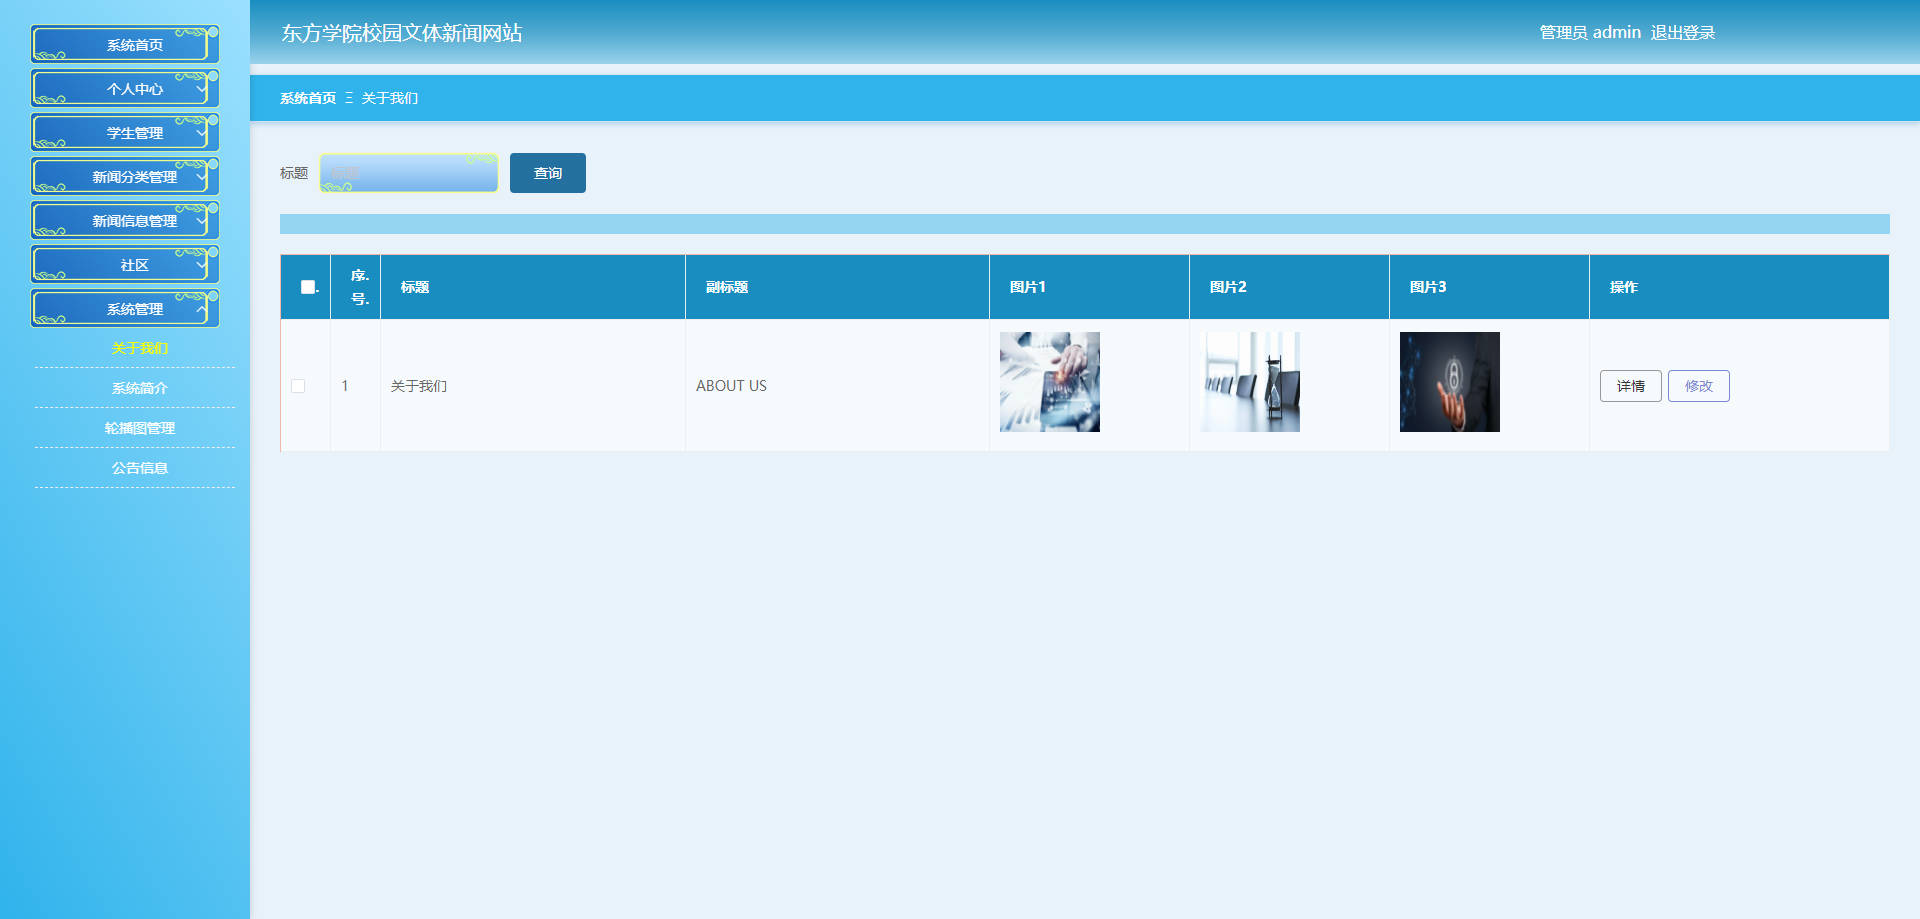 东方学院校园文体新闻网站
管理员 admin 退出登录
系统首页
个人中心
学生管理
新闻分类管理
新闻信息管理
社区
系统管理
关于我们
系统简介
轮播图管理
公告信息
系统首页 Ξ 关于我们
标题 标题 查询
序. 号. 标题 副标题 图片1 图片2 图片3 操作
1 关于我们 ABOUT US 详情 修改